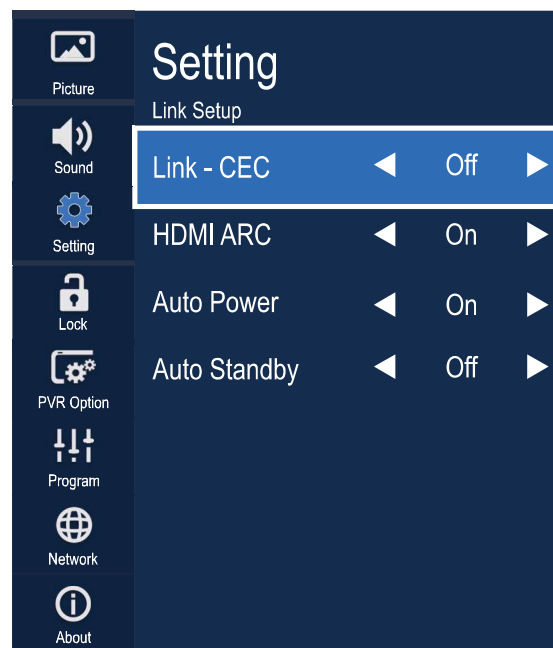 Picture
Sound
Setting
Lock
PVR Option
Program
Network
About
Setting
Link Setup
Link - CEC Off
HDMI ARC On
Auto Power On
Auto Standby Off